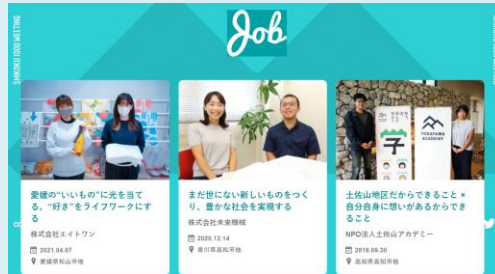 SHIKOKU 1000 MEETING
Job
子
TOSAYAMA
ACADEMY
愛媛の“いいもの”に光を当て
る。“好き”をライフワークにす
る
株式会社エイトワン
2021.04.07
愛媛県松山市他
まだ世にない新しいものをつく
り、豊かな社会を実現する
株式会社未来機械
2020.12.14
香川県高松市他
土佐山地区だからできること×
自分自身に想いがあるからでき
ること
NPO法人土佐山アカデミー
2019.09.30
高知県高知市他